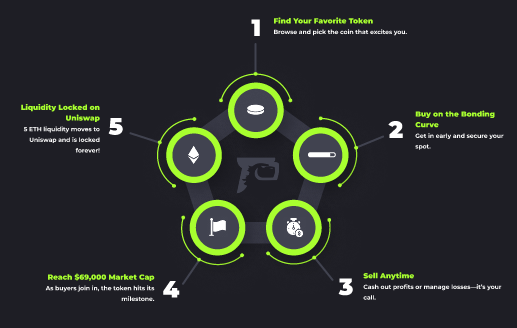 1
Find Your Favorite Token
Browse and pick the coin that excites you.
2
Buy on the Bonding
Curve
Get in early and secure your
spot.
3
Sell Anytime
Cash out profits or manage losses—it's your
call.
4
Reach $69,000 Market Cap
As buyers join in, the token hits its
milestone.
5
Liquidity Locked on
Uniswap
5 ETH liquidity moves to
Uniswap and is locked
forever!
$